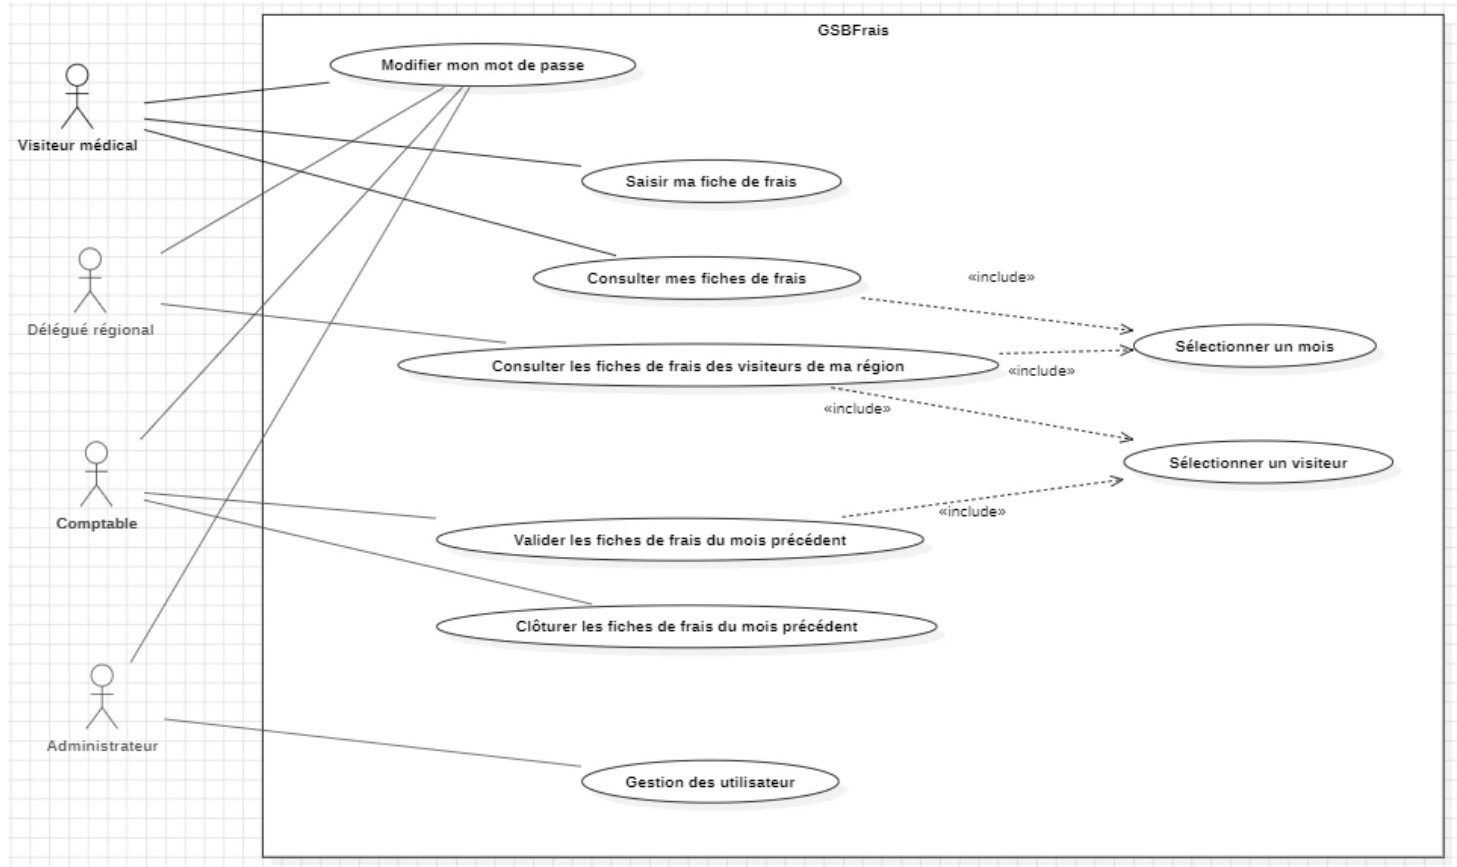 GSBFrais
Modifier mon mot de passe
Visiteur médical
Saisir ma fiche de frais
Consulter mes fiches de frais
«include»
Délégué régional
Sélectionner un mois
Consulter les fiches de frais des visiteurs de ma région
«include»
«include»
Sélectionner un visiteur
Comptable
«include»
Valider les fiches de frais du mois précédent
Clôturer les fiches de frais du mois précédent
Administrateur
Gestion des utilisateur